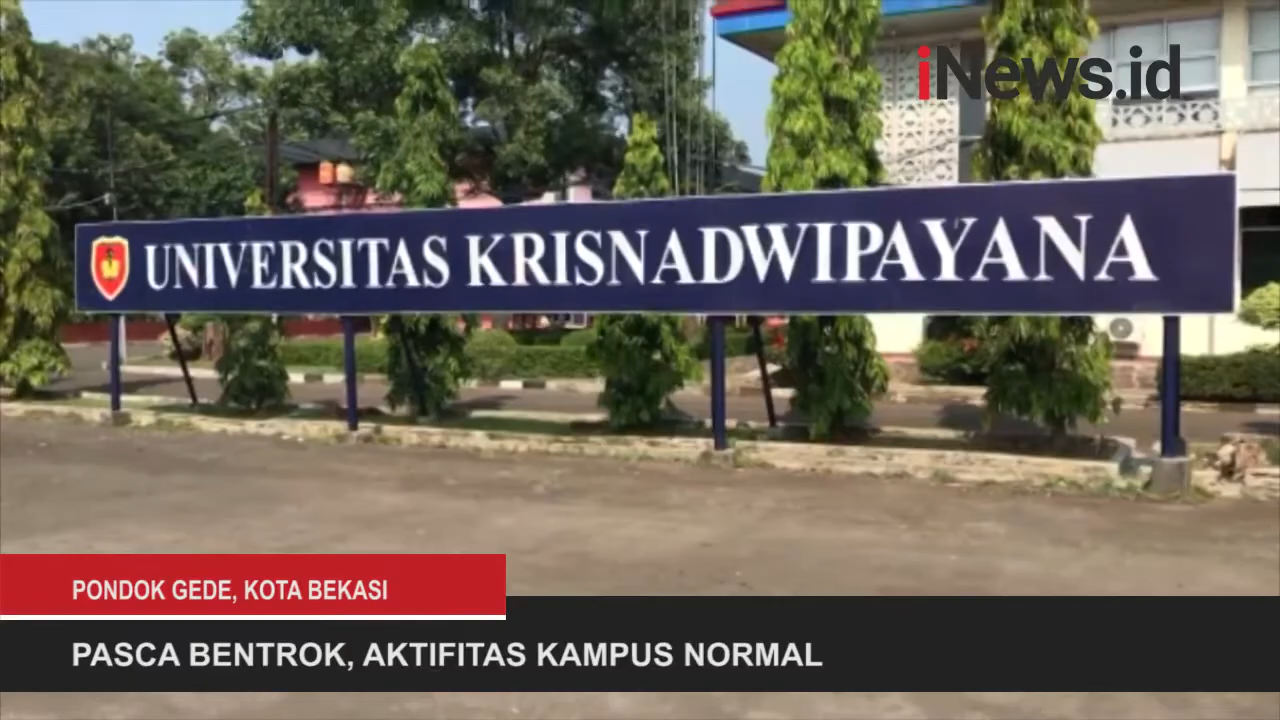 iNews.id
UNIVERSITAS KRISNADWIPAYANA
PONDOK GEDE, KOTA BEKASI
PASCA BENTROK, AKTIFITAS KAMPUS NORMAL